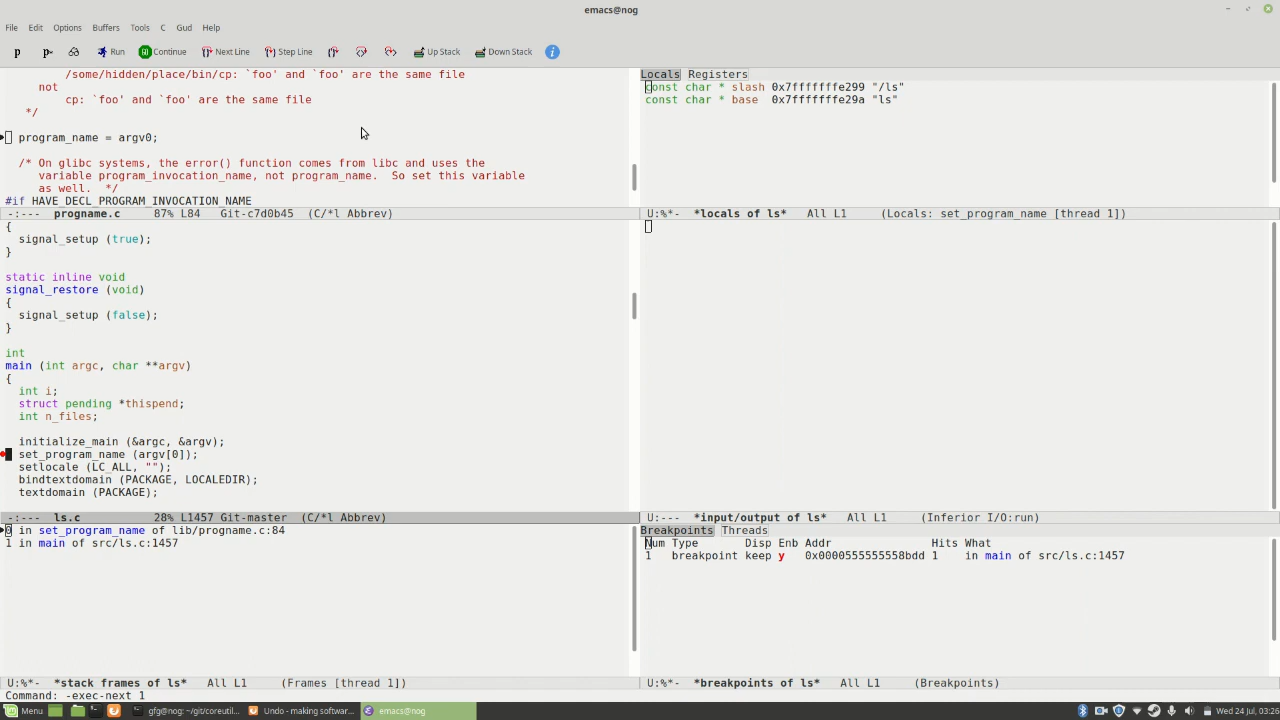 emacs@nog
File Edit Options Buffers Tools C Gud Help
Run Continue Next Line Step Line Up Stack Down Stack
/some/hidden/place/bin/cp: `foo' and `foo' are the same file
not
cp: `foo' and `foo' are the same file
*/
program_name = argv0;
/* On glibc systems, the error() function comes from libc and uses the
variable program_invocation_name, not program_name.  So set this variable
as well.  */
#if HAVE_DECL_PROGRAM_INVOCATION_NAME
-:---  progname.c     87% L84   Git-c7d0b45  (C/*l Abbrev)
Locals Registers
const char * slash 0x7fffffffe299 "/ls"
const char * base  0x7fffffffe29a "ls"
U:%*-  *locals of ls*   All L1     (Locals: set_program_name [thread 1])
{
signal_setup (true);
}
static inline void
signal_restore (void)
{
signal_setup (false);
}
int
main (int argc, char **argv)
{
int i;
struct pending *thispend;
int n_files;
initialize_main (&argc, &argv);
set_program_name (argv[0]);
setlocale (LC_ALL, "");
bindtextdomain (PACKAGE, LOCALEDIR);
textdomain (PACKAGE);
-:---  ls.c           28% L1457 Git-master  (C/*l Abbrev)
U:---  *input/output of ls*   All L1     (Inferior I/O:run)
0 in set_program_name of lib/progname.c:84
1 in main of src/ls.c:1457
U:%*-  *stack frames of ls*   All L1     (Frames [thread 1])
Breakpoints Threads
Num Type       Disp Enb Addr               Hits What
1   breakpoint keep y   0x0000555555558bdd 1    in main of src/ls.c:1457
U:%*-  *breakpoints of ls*   All L1     (Breakpoints)
Command: -exec-next 1
Menu gfg@nog: ~/git/coreutil... Undo - making softwar... emacs@nog Wed 24 Jul, 03:26